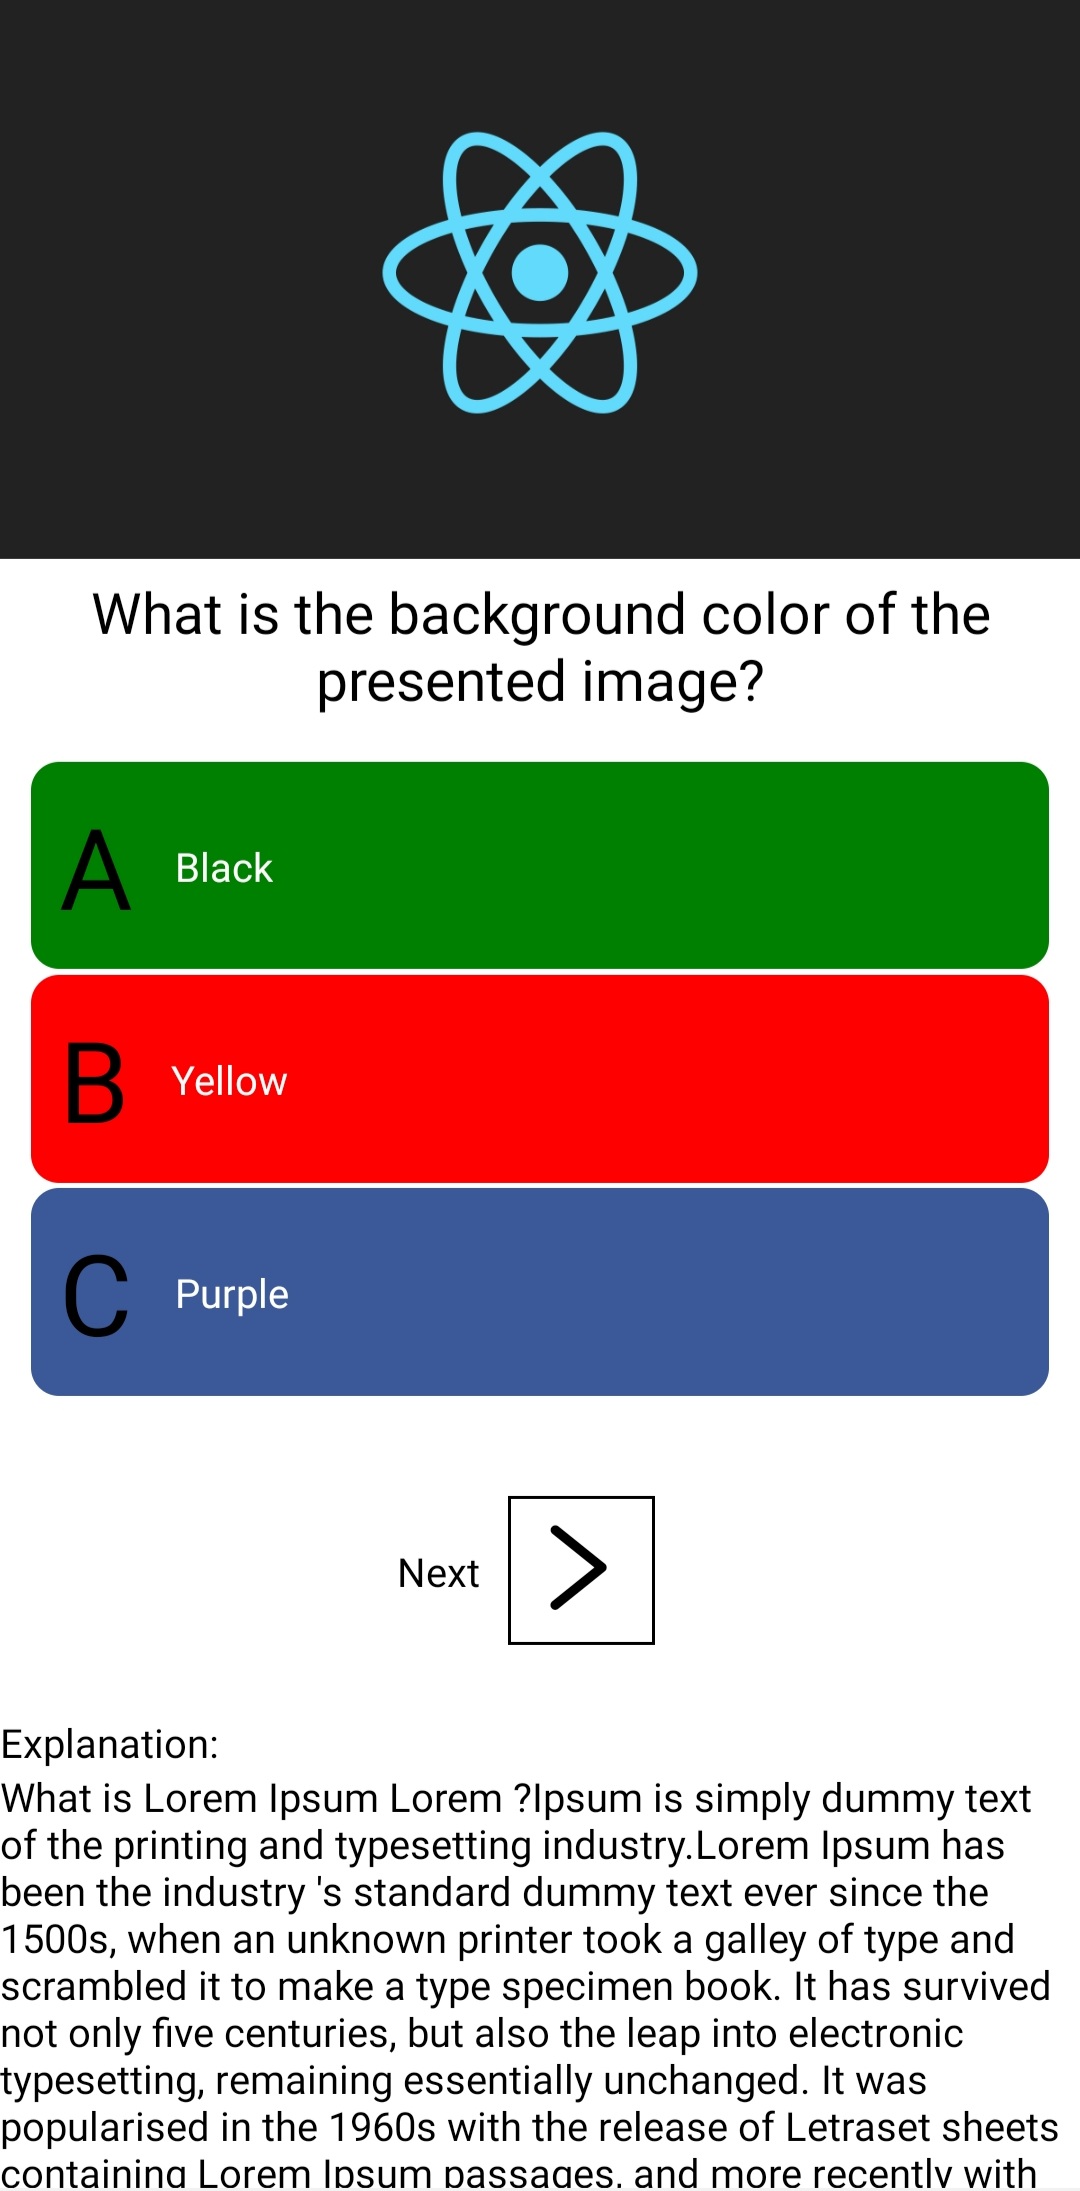 What is the background color of the
presented image?
A Black
B Yellow
C Purple
Next
Explanation:
What is Lorem Ipsum Lorem ?Ipsum is simply dummy text
of the printing and typesetting industry.Lorem Ipsum has
been the industry 's standard dummy text ever since the
1500s, when an unknown printer took a galley of type and
scrambled it to make a type specimen book. It has survived
not only five centuries, but also the leap into electronic
typesetting, remaining essentially unchanged. It was
popularised in the 1960s with the release of Letraset sheets
containing Lorem Ipsum passages, and more recently with